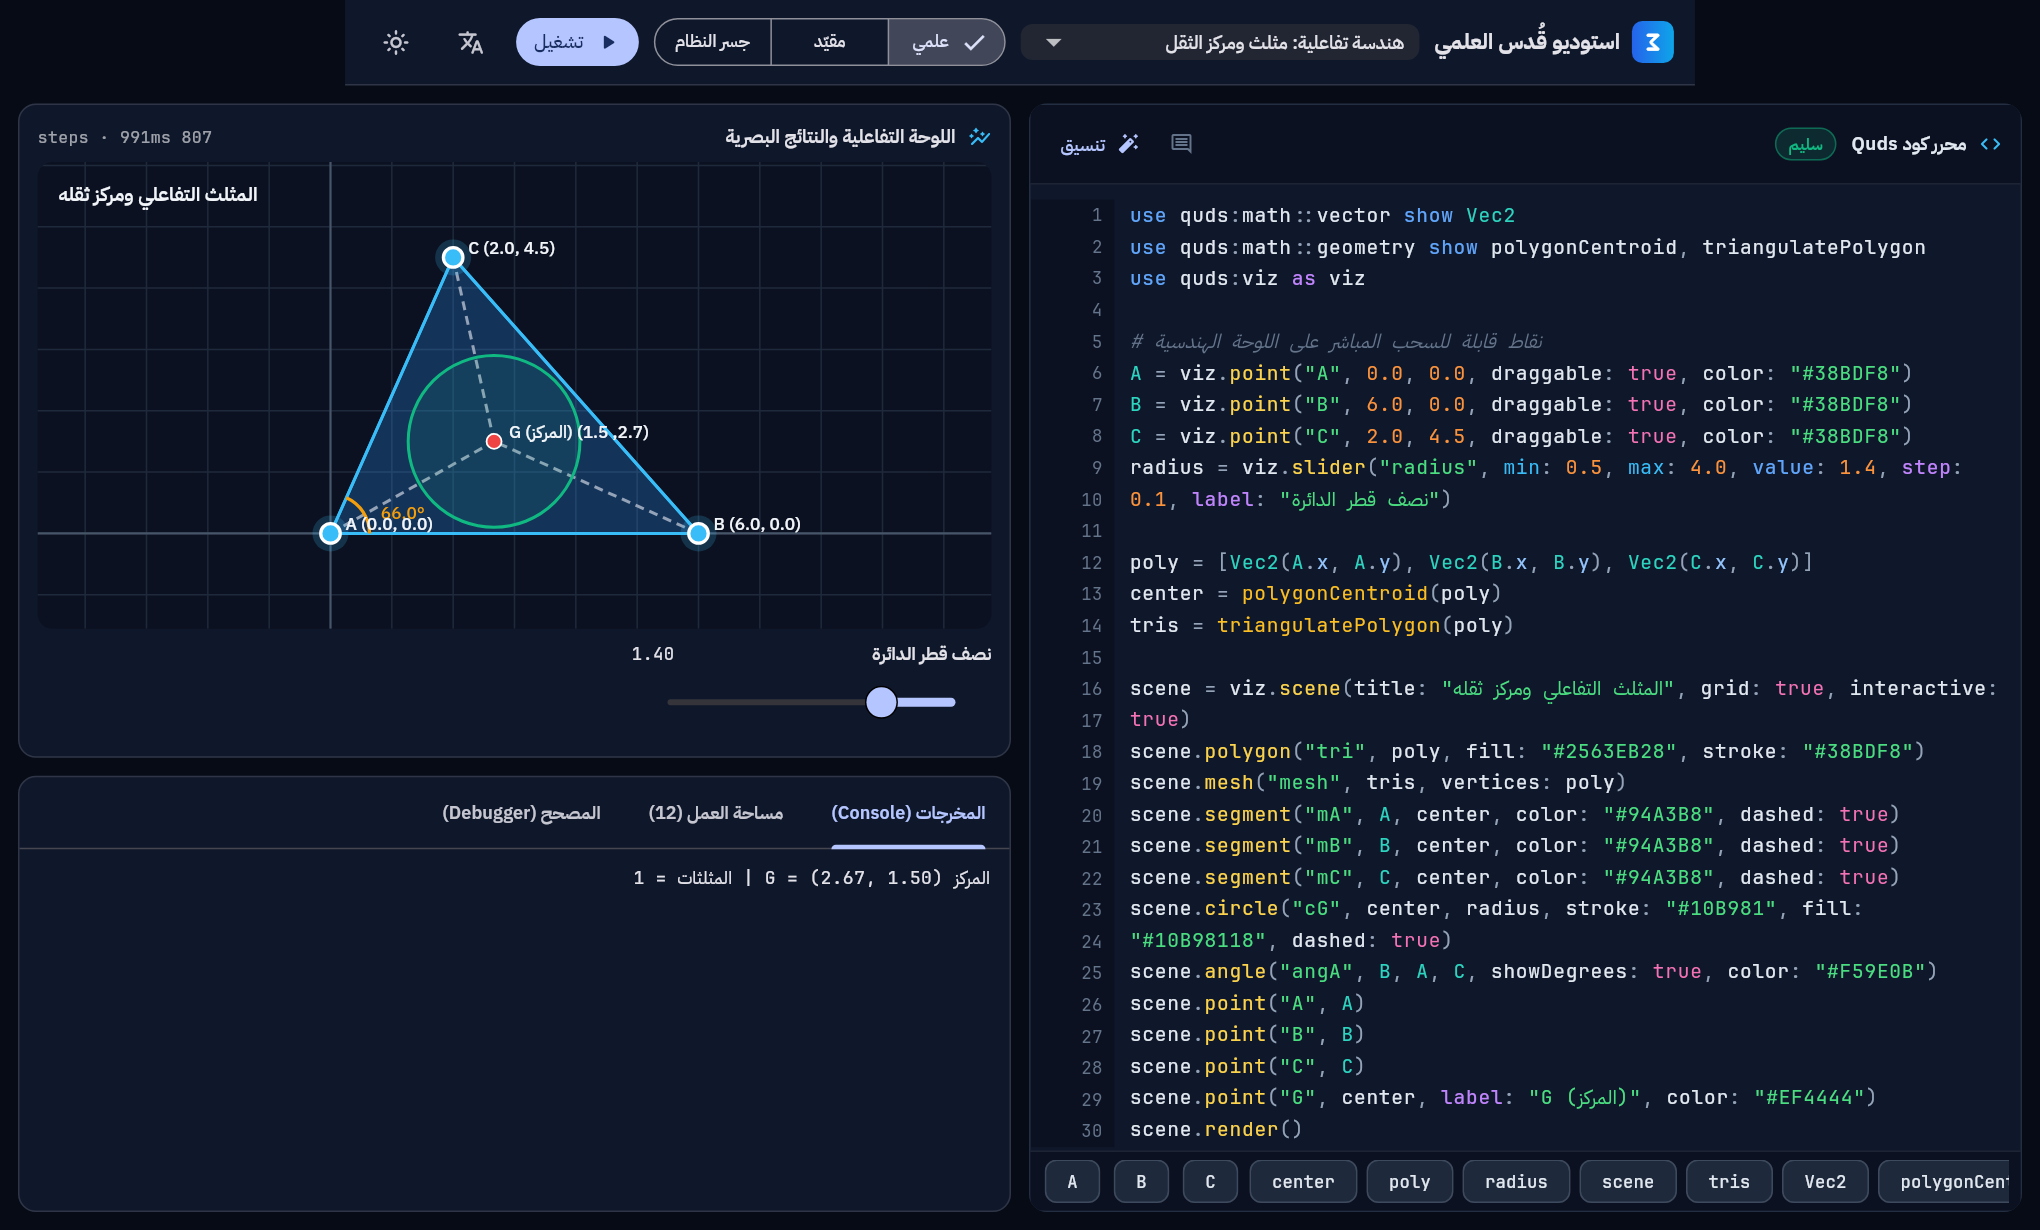 استوديو قُدس العلمي
هندسة تفاعلية: مثلث ومركز الثقل
علمي
مقيّد
جسر النظام
تشغيل
محرر كود Quds
سليم
تنسيق
1 use quds:math::vector show Vec2
2 use quds:math::geometry show polygonCentroid, triangulatePolygon
3 use quds:viz as viz
4
5 # نقاط قابلة للسحب المباشر على اللوحة الهندسية
6 A = viz.point("A", 0.0, 0.0, draggable: true, color: "#38BDF8")
7 B = viz.point("B", 6.0, 0.0, draggable: true, color: "#38BDF8")
8 C = viz.point("C", 2.0, 4.5, draggable: true, color: "#38BDF8")
9 radius = viz.slider("radius", min: 0.5, max: 4.0, value: 1.4, step:
10 0.1, label: "نصف قطر الدائرة")
11
12 poly = [Vec2(A.x, A.y), Vec2(B.x, B.y), Vec2(C.x, C.y)]
13 center = polygonCentroid(poly)
14 tris = triangulatePolygon(poly)
15
16 scene = viz.scene(title: "المثلث التفاعلي ومركز ثقله", grid: true, interactive:
17 true)
18 scene.polygon("tri", poly, fill: "#2563EB28", stroke: "#38BDF8")
19 scene.mesh("mesh", tris, vertices: poly)
20 scene.segment("mA", A, center, color: "#94A3B8", dashed: true)
21 scene.segment("mB", B, center, color: "#94A3B8", dashed: true)
22 scene.segment("mC", C, center, color: "#94A3B8", dashed: true)
23 scene.circle("cG", center, radius, stroke: "#10B981", fill:
24 "#10B98118", dashed: true)
25 scene.angle("angA", B, A, C, showDegrees: true, color: "#F59E0B")
26 scene.point("A", A)
27 scene.point("B", B)
28 scene.point("C", C)
29 scene.point("G", center, label: "G (المركز)", color: "#EF4444")
30 scene.render()
A B C center poly radius scene tris Vec2 polygonCent
اللوحة التفاعلية والنتائج البصرية
steps · 991ms 807
المثلث التفاعلي ومركز ثقله
C (2.0, 4.5)
G (المركز) (1.5 ,2.7)
66.0°
A (0.0, 0.0)
B (6.0, 0.0)
نصف قطر الدائرة
1.40
المخرجات (Console)
مساحة العمل (12)
المصحح (Debugger)
المركز G = (2.67, 1.50) | المثلثات = 1